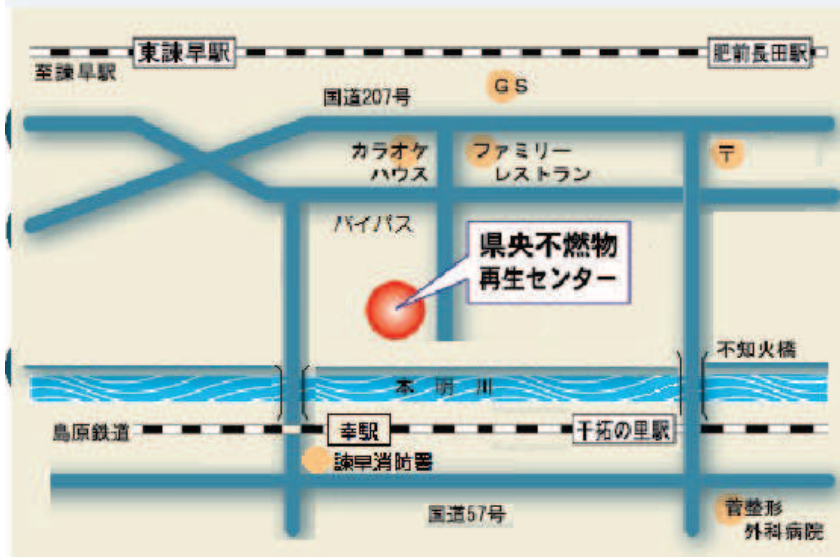 東諫早駅
肥前長田駅
至諫早駅
GS
国道207号
カラオケ
ハウス
ファミリー
レストラン
〒
バイパス
県央不燃物
再生センター
不知火橋
本明川
島原鉄道
幸駅
干拓の里駅
諫早消防署
国道57号
菅整形
外科病院